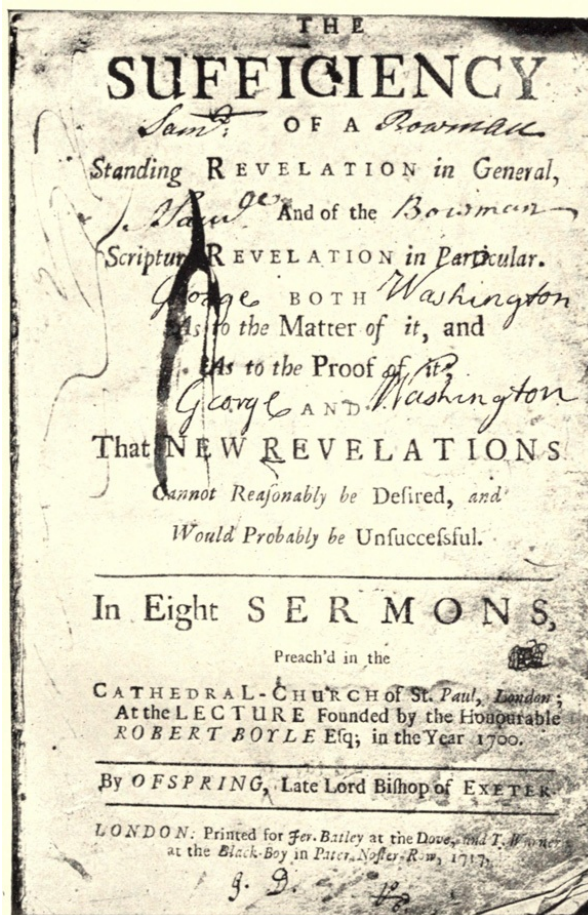 THE
SUFFICIENCY
Sam. OF A Bowman
Standing REVELATION in General,
And of the Bowman
Scripture REVELATION in Particular.
George BOTH Washington
As to the Matter of it, and
As to the Proof of it;
George AND Washington
That NEW REVELATIONS
Cannot Reaſonably be Deſired, and
Would Probably be Unſucceſsful.
In Eight SERMONS,
Preach'd in the
CATHEDRAL-CHURCH of St. Paul, London;
At the LECTURE Founded by the Honourable
ROBERT BOYLE Eſq; in the Year 1700.
By OFSPRING, Late Lord Biſhop of EXETER.
LONDON: Printed for Jer. Batley at the Dove, and T. Warner
at the Black-Boy in Pater-Noſter-Row, 1717.
J. D.